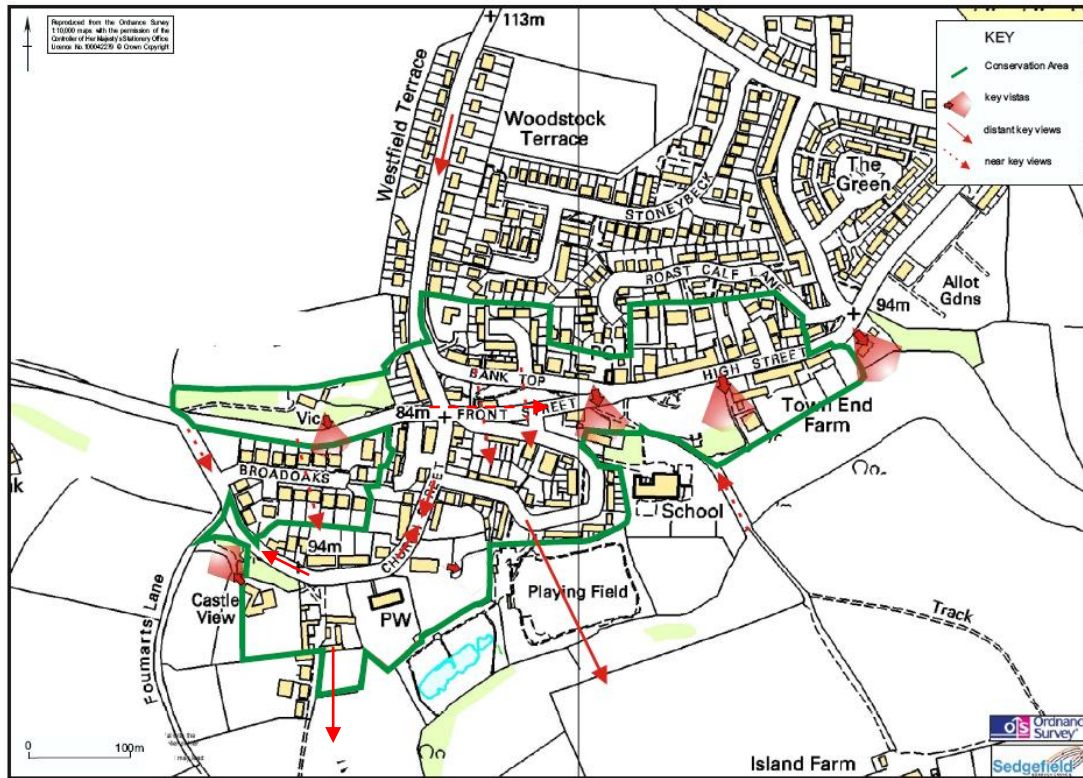 Reproduced from the Ordnance Survey
1:10,000 maps with the permission of the
Controller of Her Majesty's Stationery Office
Licence No. 100042279 © Crown Copyright
113m
KEY
Conservation Area
key vistas
distant key views
near key views
Westfield Terrace
Woodstock
Terrace
The
Green
STONEYBECK
ROAST CALF LANE
Allot
Gdns
94m
BANK TOP
HIGH STREET
Vic
84m
FRONT STREET
Town End
Farm
BROADOAKS
CHURCH STREET
School
94m
Castle
View
PW
Playing Field
Foumarts Lane
Track
0
100m
Island Farm
Ordnance
Survey
Sedgefield